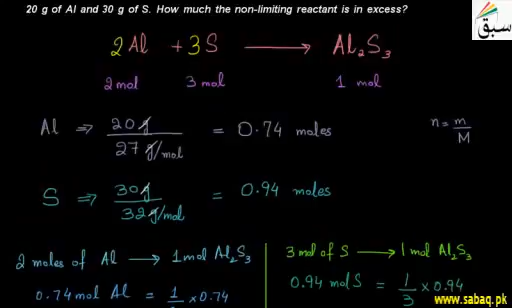 20 g of Al and 30 g of S. How much the non-limiting reactant is in excess?
سبق
2Al + 3S ⟶ Al₂S₃
2 mol 3 mol 1 mol
Al ⇒ 20g / 27 g/mol = 0.74 moles
n = m / M
S ⇒ 30g / 32g/mol = 0.94 moles
2 moles of Al ⟶ 1 mol Al₂S₃
0.74 mol Al = 1/2 × 0.74
3 mol of S ⟶ 1 mol Al₂S₃
0.94 mol S = 1/3 × 0.94
www.sabaq.pk